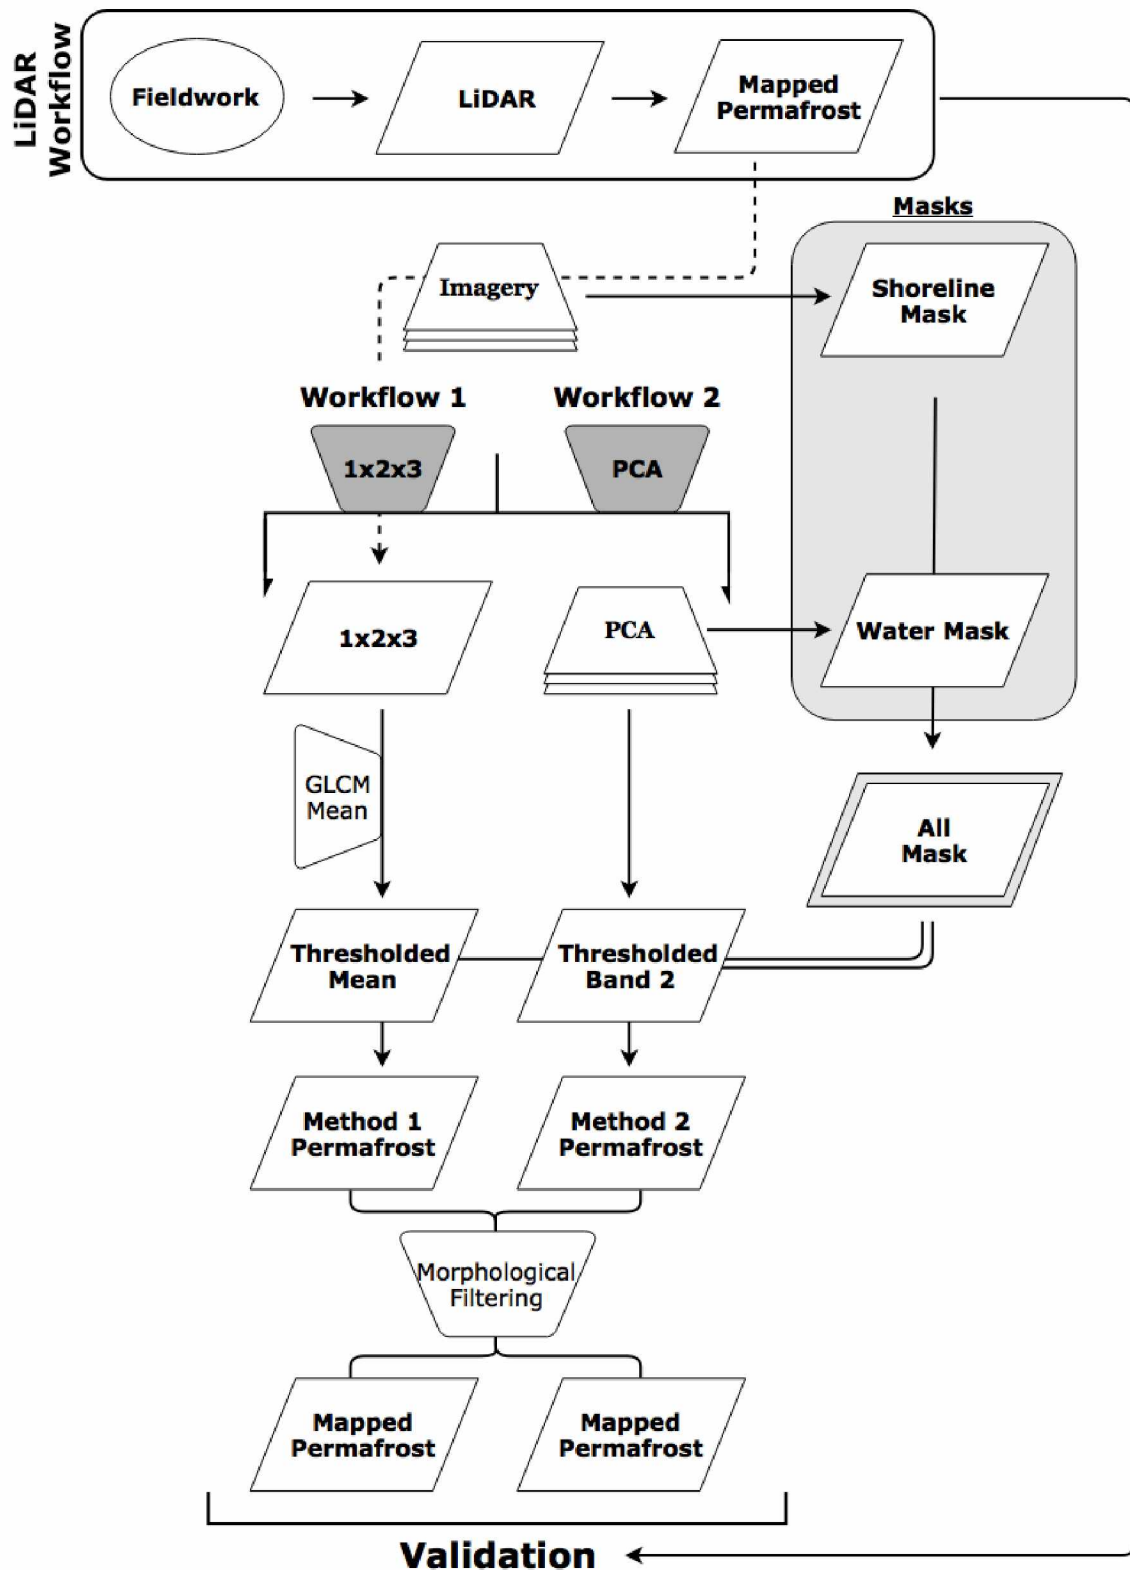 LiDAR
Workflow
Fieldwork
LiDAR
Mapped
Permafrost
Masks
Imagery
Shoreline
Mask
Workflow 1
Workflow 2
1x2x3
PCA
1x2x3
PCA
Water Mask
GLCM
Mean
All
Mask
Thresholded
Mean
Thresholded
Band 2
Method 1
Permafrost
Method 2
Permafrost
Morphological
Filtering
Mapped
Permafrost
Mapped
Permafrost
Validation